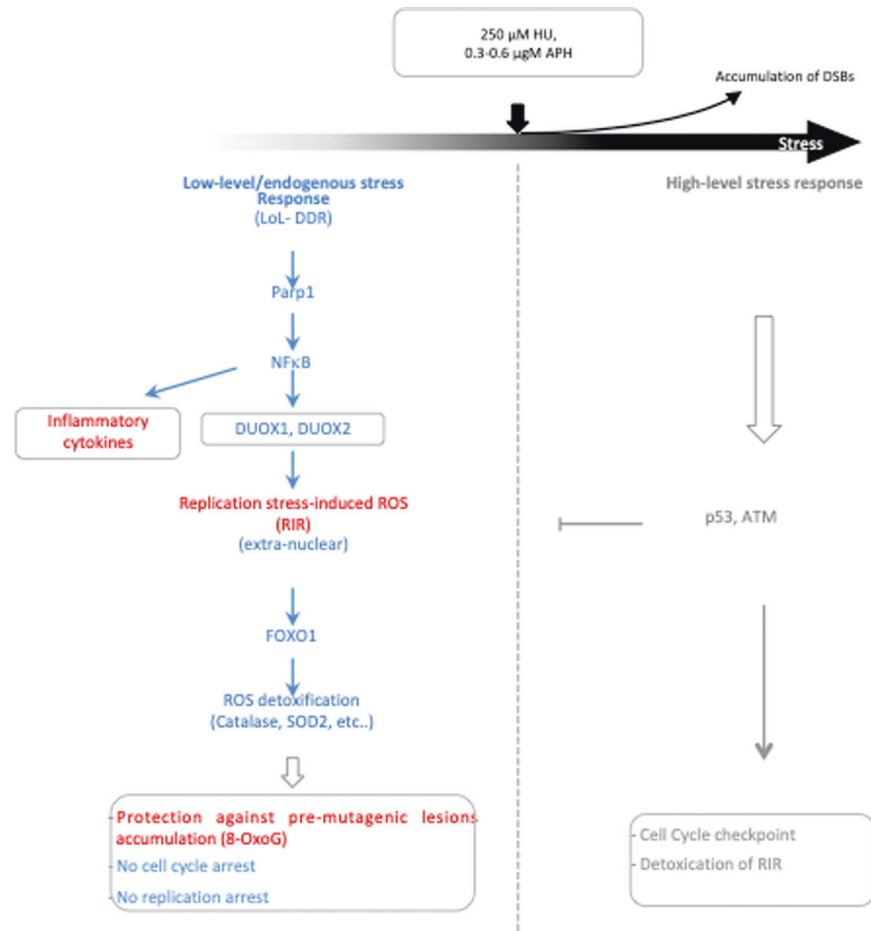 250 µM HU,
0.3-0.6 µgM APH
Accumulation of DSBs
Stress
Low-level/endogenous stress
Response
(LoL- DDR)
High-level stress response
Parp1
NFκB
Inflammatory
cytokines
DUOX1, DUOX2
Replication stress-induced ROS
(RIR)
(extra-nuclear)
p53, ATM
FOXO1
ROS detoxification
(Catalase, SOD2, etc..)
-Protection against pre-mutagenic lesions
accumulation (8-OxoG)
-No cell cycle arrest
-No replication arrest
-Cell Cycle checkpoint
-Detoxication of RIR